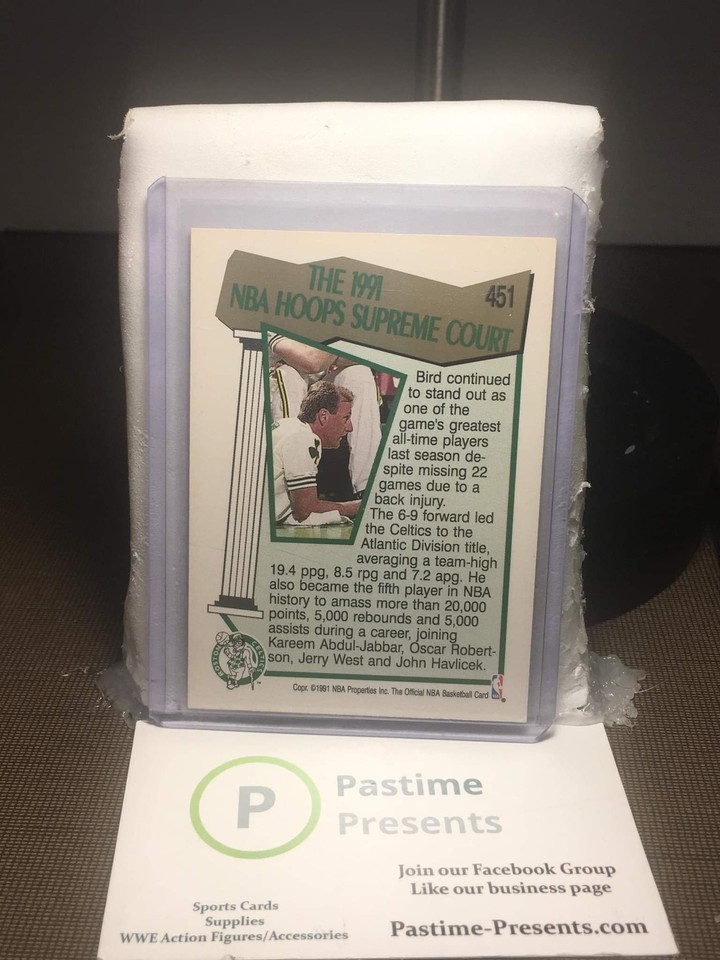 THE 1991
NBA HOOPS SUPREME COURT
451
Bird continued
to stand out as
one of the
game's greatest
all-time players
last season de-
spite missing 22
games due to a
back injury.
The 6-9 forward led
the Celtics to the
Atlantic Division title,
averaging a team-high
19.4 ppg, 8.5 rpg and 7.2 apg. He
also became the fifth player in NBA
history to amass more than 20,000
points, 5,000 rebounds and 5,000
assists during a career, joining
Kareem Abdul-Jabbar, Oscar Robert-
son, Jerry West and John Havlicek.
BOSTON CELTICS
Copr. ©1991 NBA Properties Inc. The Official NBA Basketball Card
P
Pastime
Presents
Join our Facebook Group
Like our business page
Pastime-Presents.com
Sports Cards
Supplies
WWE Action Figures/Accessories